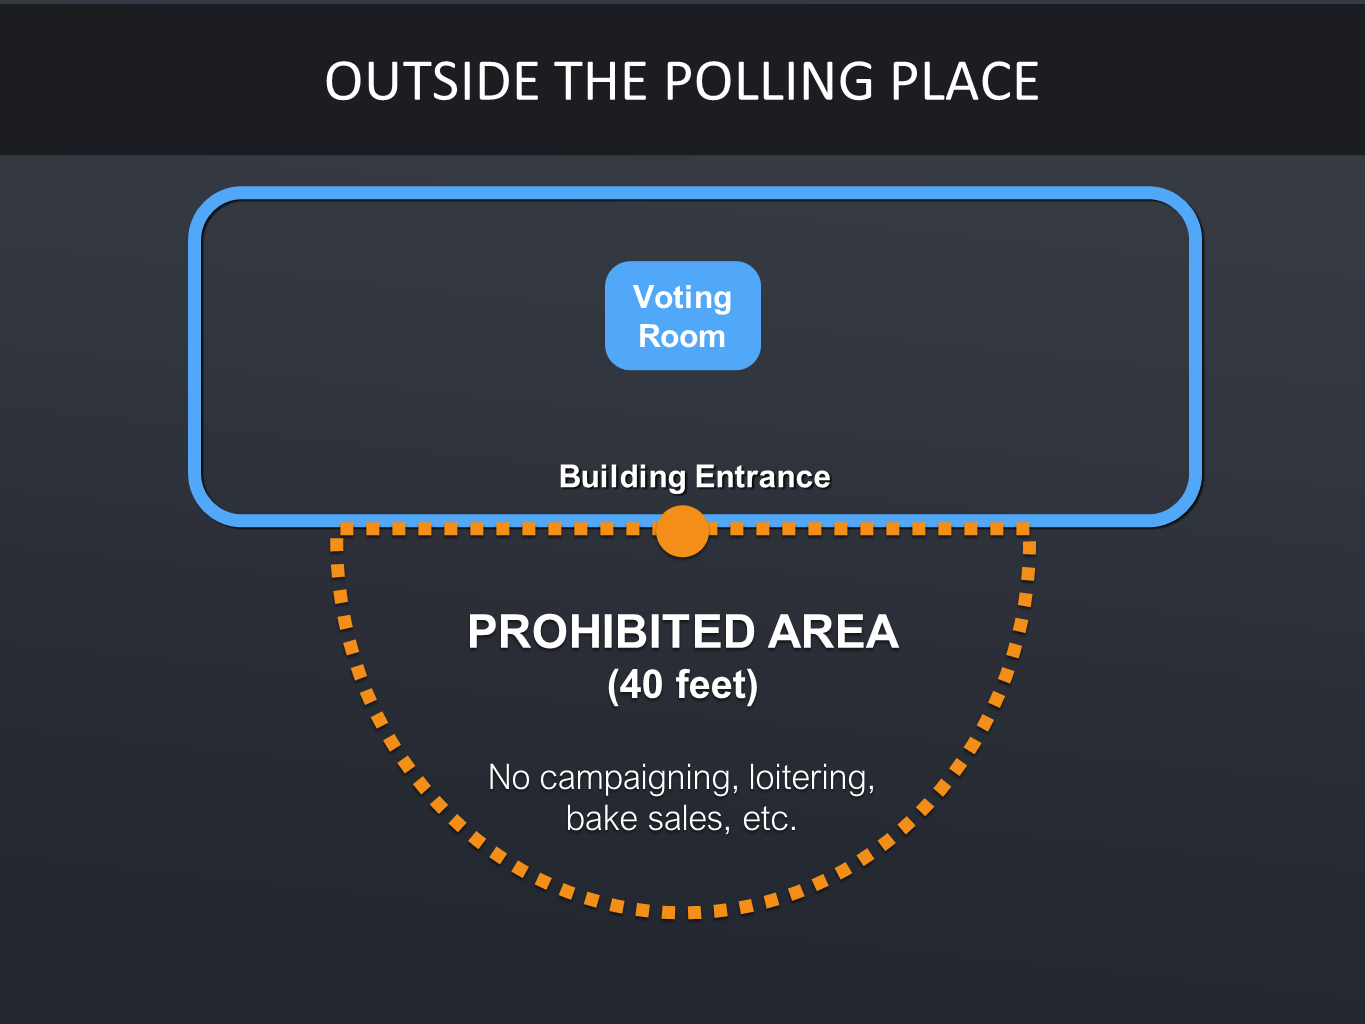 OUTSIDE THE POLLING PLACE
Voting
Room
Building Entrance
PROHIBITED AREA
(40 feet)
No campaigning, loitering,
bake sales, etc.